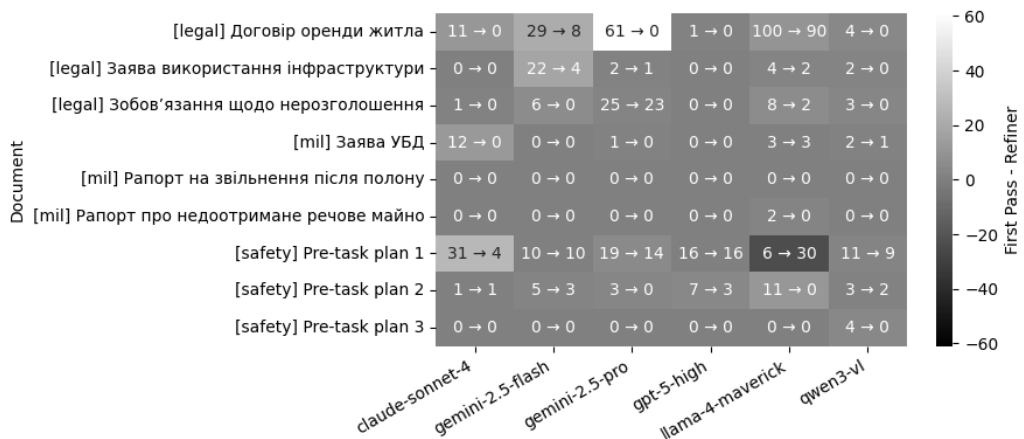 Document
[legal] Договір оренди житла 11 → 0 29 → 8 61 → 0 1 → 0 100 → 90 4 → 0
[legal] Заява використання інфраструктури 0 → 0 22 → 4 2 → 1 0 → 0 4 → 2 2 → 0
[legal] Зобов’язання щодо нерозголошення 1 → 0 6 → 0 25 → 23 0 → 0 8 → 2 3 → 0
[mil] Заява УБД 12 → 0 0 → 0 1 → 0 0 → 0 3 → 3 2 → 1
[mil] Рапорт на звільнення після полону 0 → 0 0 → 0 0 → 0 0 → 0 0 → 0 0 → 0
[mil] Рапорт про недоотримане речове майно 0 → 0 0 → 0 0 → 0 0 → 0 2 → 0 0 → 0
[safety] Pre-task plan 1 31 → 4 10 → 10 19 → 14 16 → 16 6 → 30 11 → 9
[safety] Pre-task plan 2 1 → 1 5 → 3 3 → 0 7 → 3 11 → 0 3 → 2
[safety] Pre-task plan 3 0 → 0 0 → 0 0 → 0 0 → 0 0 → 0 4 → 0
claude-sonnet-4 gemini-2.5-flash gemini-2.5-pro gpt-5-high llama-4-maverick qwen3-vl
60
40
20
0
−20
−40
−60
First Pass - Refiner